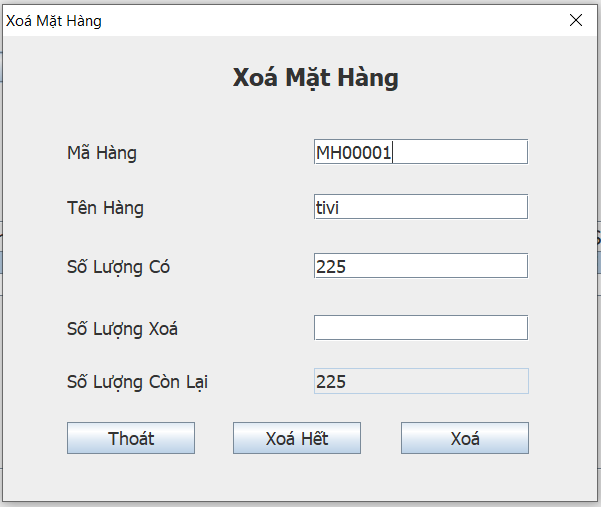 Xoá Mặt Hàng
Xoá Mặt Hàng
Mã Hàng MH00001
Tên Hàng tivi
Số Lượng Có 225
Số Lượng Xoá
Số Lượng Còn Lại 225
Thoát Xoá Hết Xoá